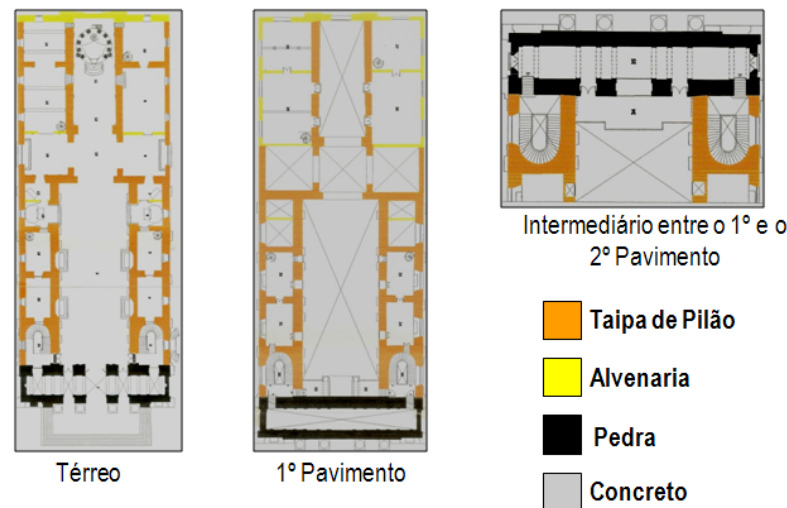 Térreo
1º Pavimento
Intermediário entre o 1º e o
2º Pavimento
Taipa de Pilão
Alvenaria
Pedra
Concreto